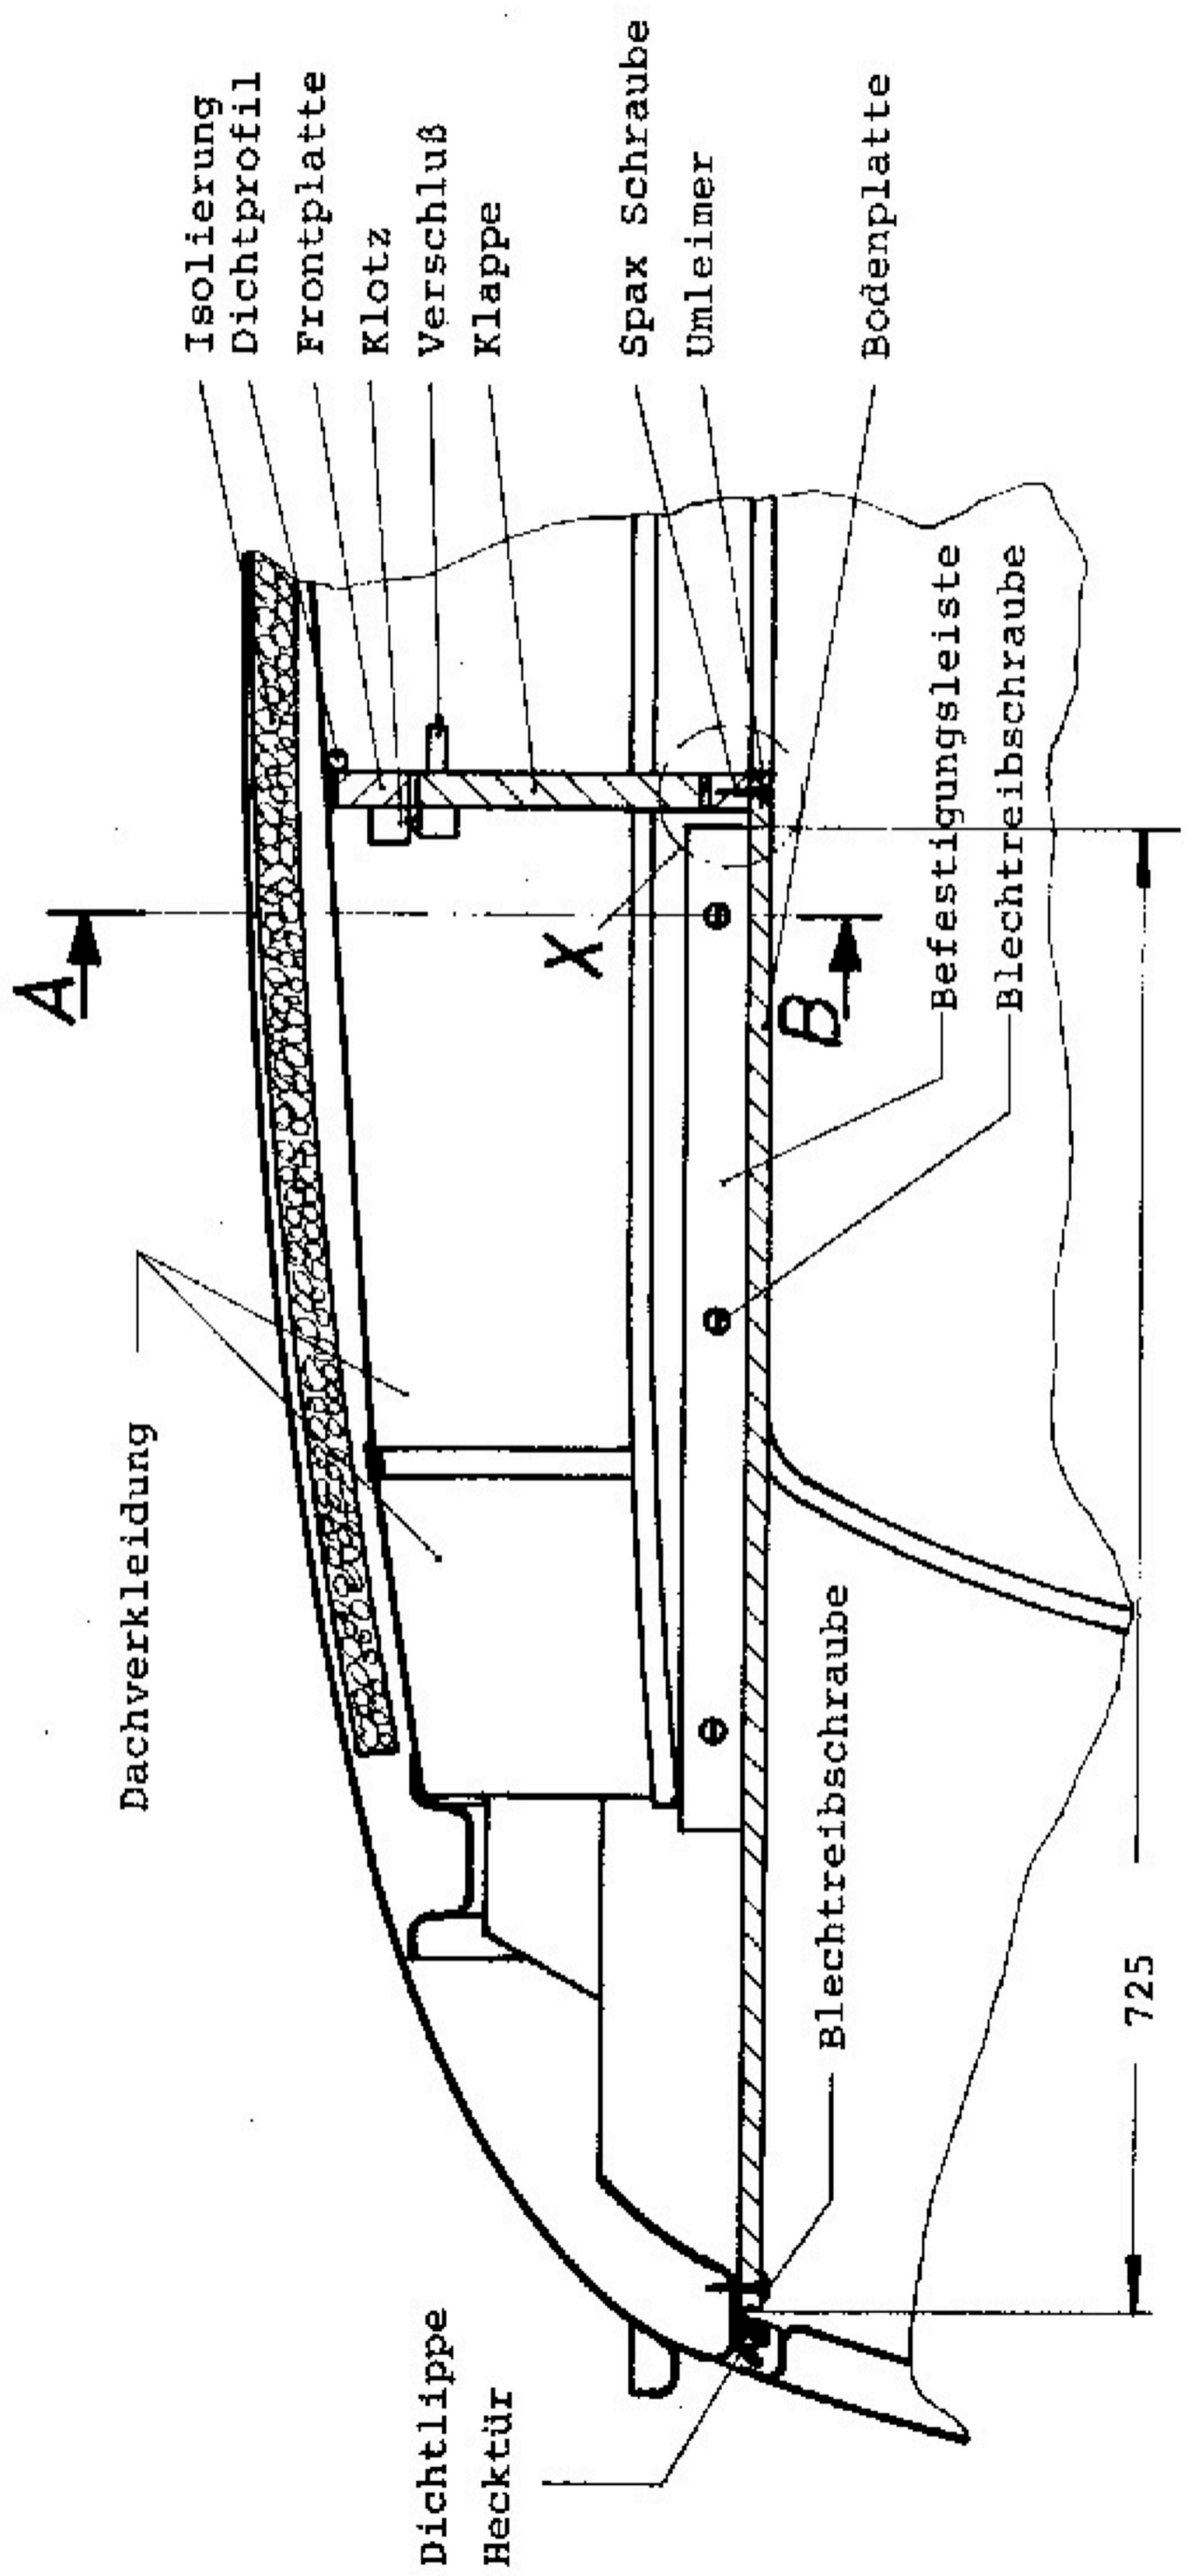 Isolierung
Dichtprofil
Frontplatte
Klotz
Verschluß
Klappe
Spax Schraube
Umleimer
Bodenplatte
A
X
B
Befestigungsleiste
Blechtreibschraube
Dachverkleidung
Blechtreibschraube
725
Dichtlippe
Hecktür